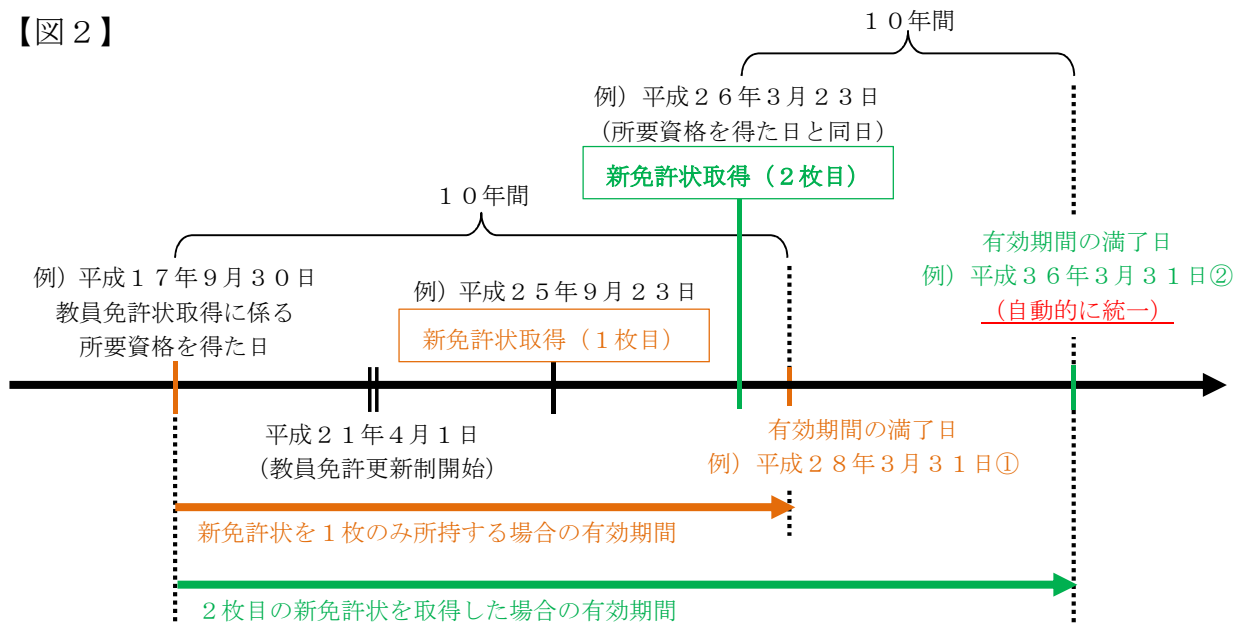 【図２】
１０年間
例）平成２６年３月２３日
（所要資格を得た日と同日）
新免許状取得（２枚目）
１０年間
例）平成１７年９月３０日
教員免許状取得に係る
所要資格を得た日
例）平成２５年９月２３日
新免許状取得（１枚目）
有効期間の満了日
例）平成３６年３月３１日②
（自動的に統一）
平成２１年４月１日
（教員免許更新制開始）
有効期間の満了日
例）平成２８年３月３１日①
新免許状を１枚のみ所持する場合の有効期間
２枚目の新免許状を取得した場合の有効期間